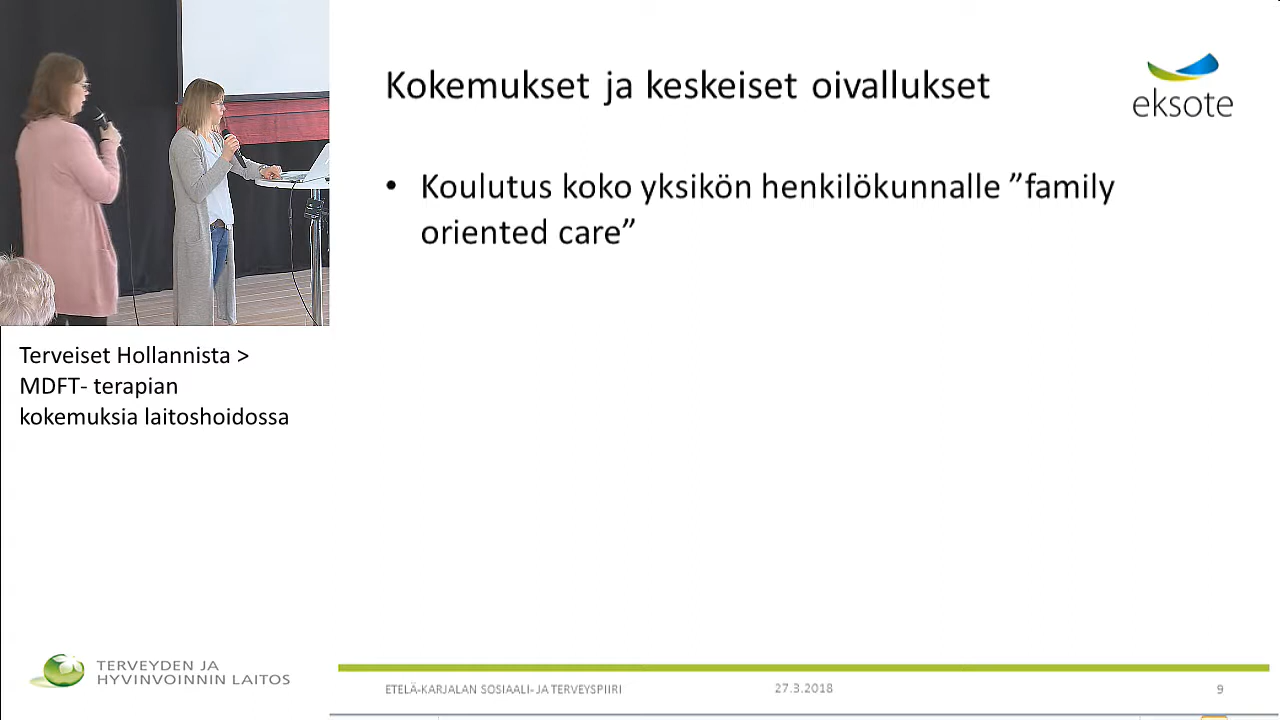 Kokemukset ja keskeiset oivallukset
eksote
• Koulutus koko yksikön henkilökunnalle ”family
oriented care”
Terveiset Hollannista >
MDFT- terapian
kokemuksia laitoshoidossa
TERVEYDEN JA
HYVINVOINNIN LAITOS
ETELÄ-KARJALAN SOSIAALI- JA TERVEYSPIIRI
27.3.2018
9